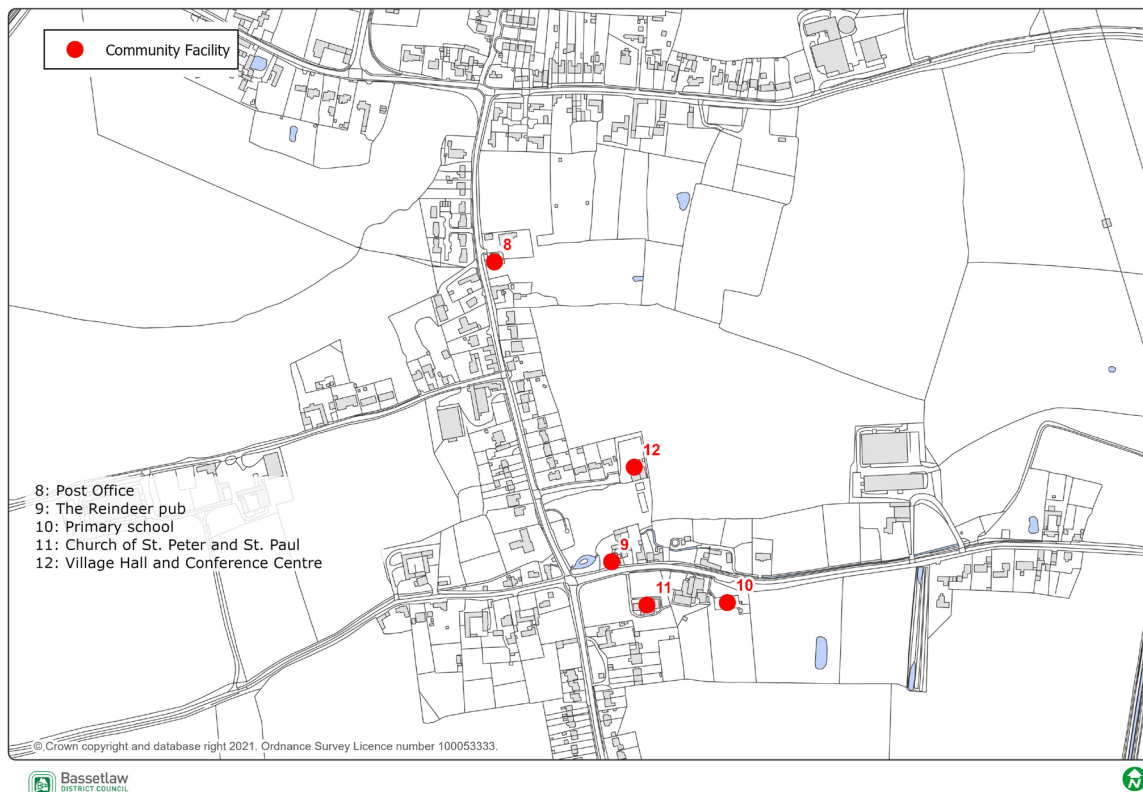 Community Facility
8
12
9
11
10
8: Post Office
9: The Reindeer pub
10: Primary school
11: Church of St. Peter and St. Paul
12: Village Hall and Conference Centre
© Crown copyright and database right 2021. Ordnance Survey Licence number 100053333.
Bassetlaw
DISTRICT COUNCIL
N